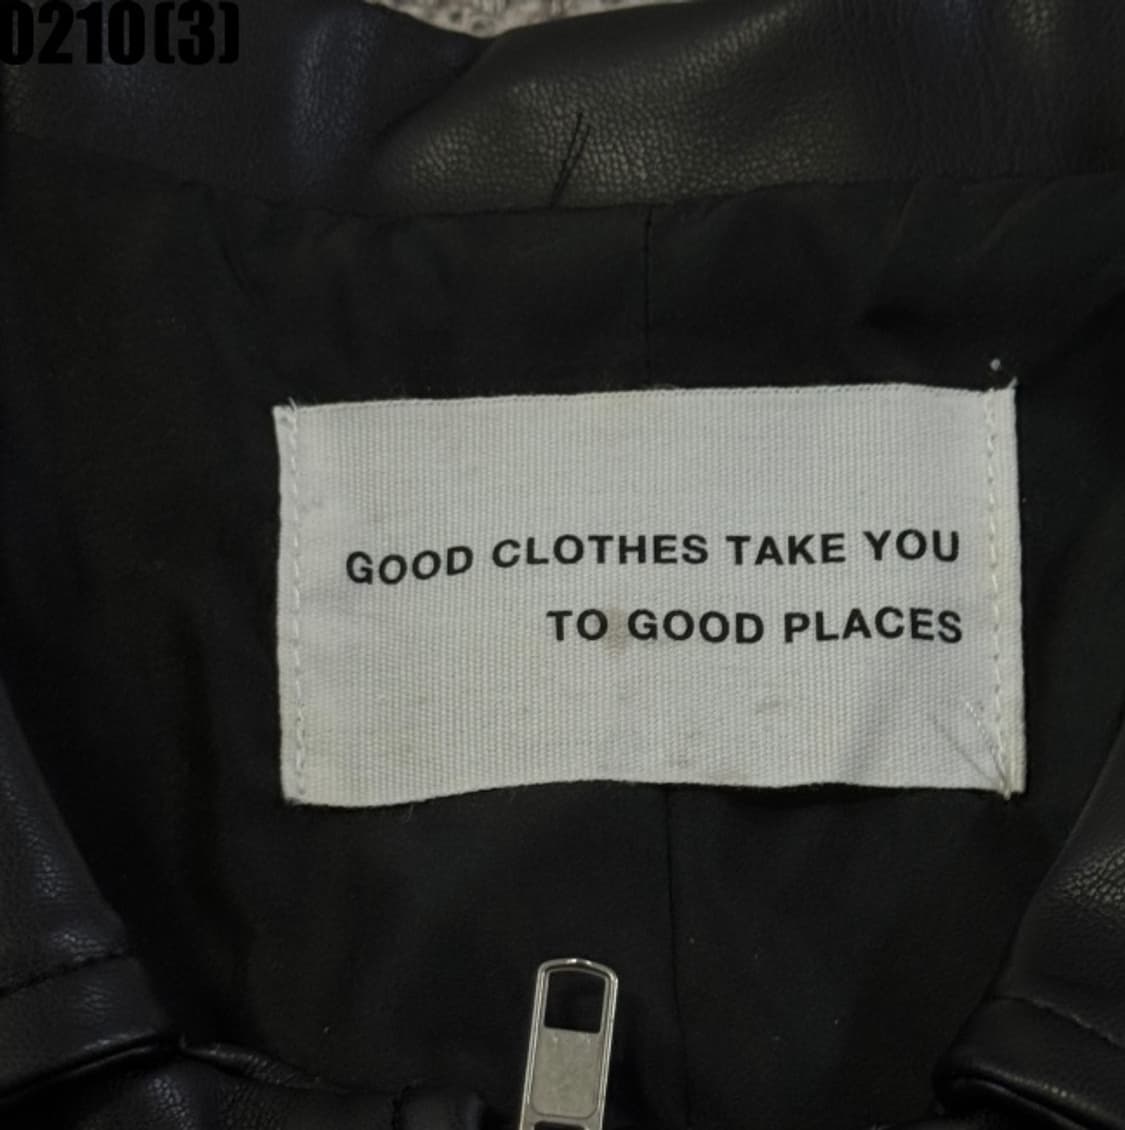 0210(3)
GOOD CLOTHES TAKE YOU
TO GOOD PLACES